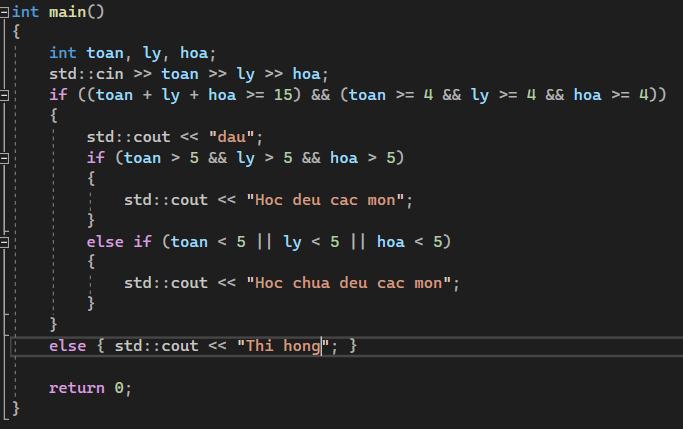 int main()
{
    int toan, ly, hoa;
    std::cin >> toan >> ly >> hoa;
    if ((toan + ly + hoa >= 15) && (toan >= 4 && ly >= 4 && hoa >= 4))
    {
        std::cout << "dau";
        if (toan > 5 && ly > 5 && hoa > 5)
        {
            std::cout << "Hoc deu cac mon";
        }
        else if (toan < 5 || ly < 5 || hoa < 5)
        {
            std::cout << "Hoc chua deu cac mon";
        }
    }
    else { std::cout << "Thi hong"; }
    return 0;
}